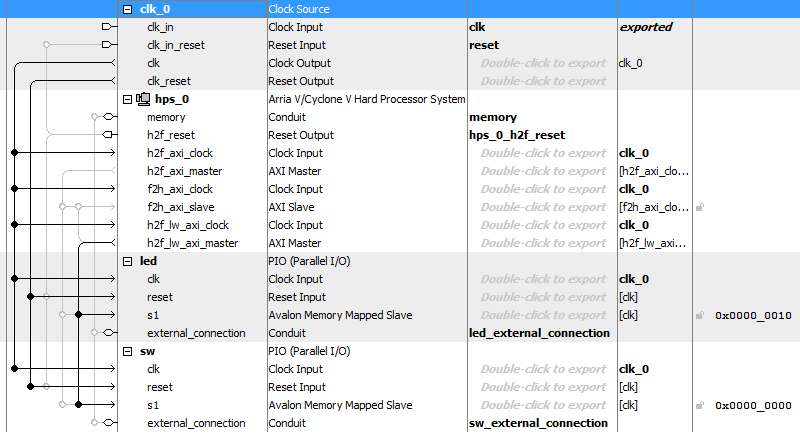 clk_0 Clock Source
clk_in Clock Input clk exported
clk_in_reset Reset Input reset
clk Clock Output Double-click to export clk_0
clk_reset Reset Output Double-click to export
hps_0 Arria V/Cyclone V Hard Processor System
memory Conduit memory
h2f_reset Reset Output hps_0_h2f_reset
h2f_axi_clock Clock Input Double-click to export clk_0
h2f_axi_master AXI Master Double-click to export [h2f_axi_clo...
f2h_axi_clock Clock Input Double-click to export clk_0
f2h_axi_slave AXI Slave Double-click to export [f2h_axi_clo...
h2f_lw_axi_clock Clock Input Double-click to export clk_0
h2f_lw_axi_master AXI Master Double-click to export [h2f_lw_axi...
led PIO (Parallel I/O)
clk Clock Input Double-click to export clk_0
reset Reset Input Double-click to export [clk]
s1 Avalon Memory Mapped Slave Double-click to export [clk] 0x0000_0010
external_connection Conduit led_external_connection
sw PIO (Parallel I/O)
clk Clock Input Double-click to export clk_0
reset Reset Input Double-click to export [clk]
s1 Avalon Memory Mapped Slave Double-click to export [clk] 0x0000_0000
external_connection Conduit sw_external_connection